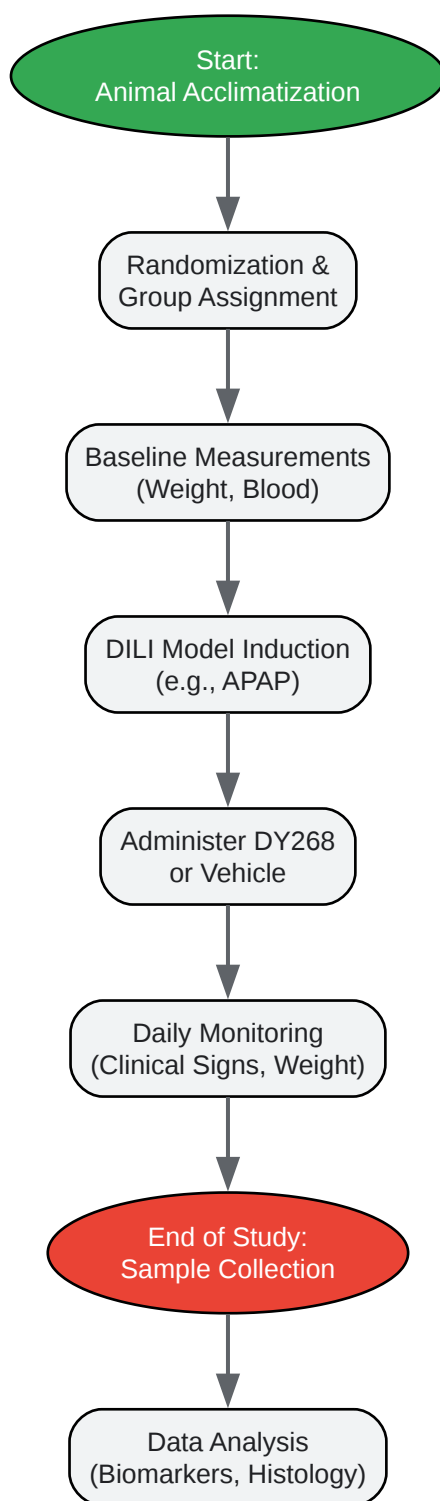 Start:
Animal Acclimatization
Randomization &
Group Assignment
Baseline Measurements
(Weight, Blood)
DILI Model Induction
(e.g., APAP)
Administer DY268
or Vehicle
Daily Monitoring
(Clinical Signs, Weight)
End of Study:
Sample Collection
Data Analysis
(Biomarkers, Histology)